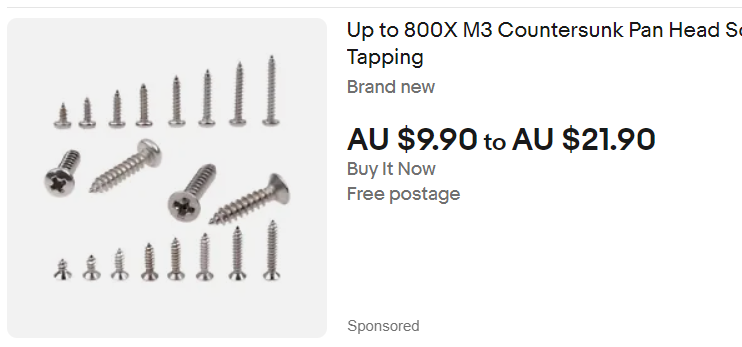 Up to 800X M3 Countersunk Pan Head
Tapping
Brand new
AU $9.90 to AU $21.90
Buy It Now
Free postage
Sponsored